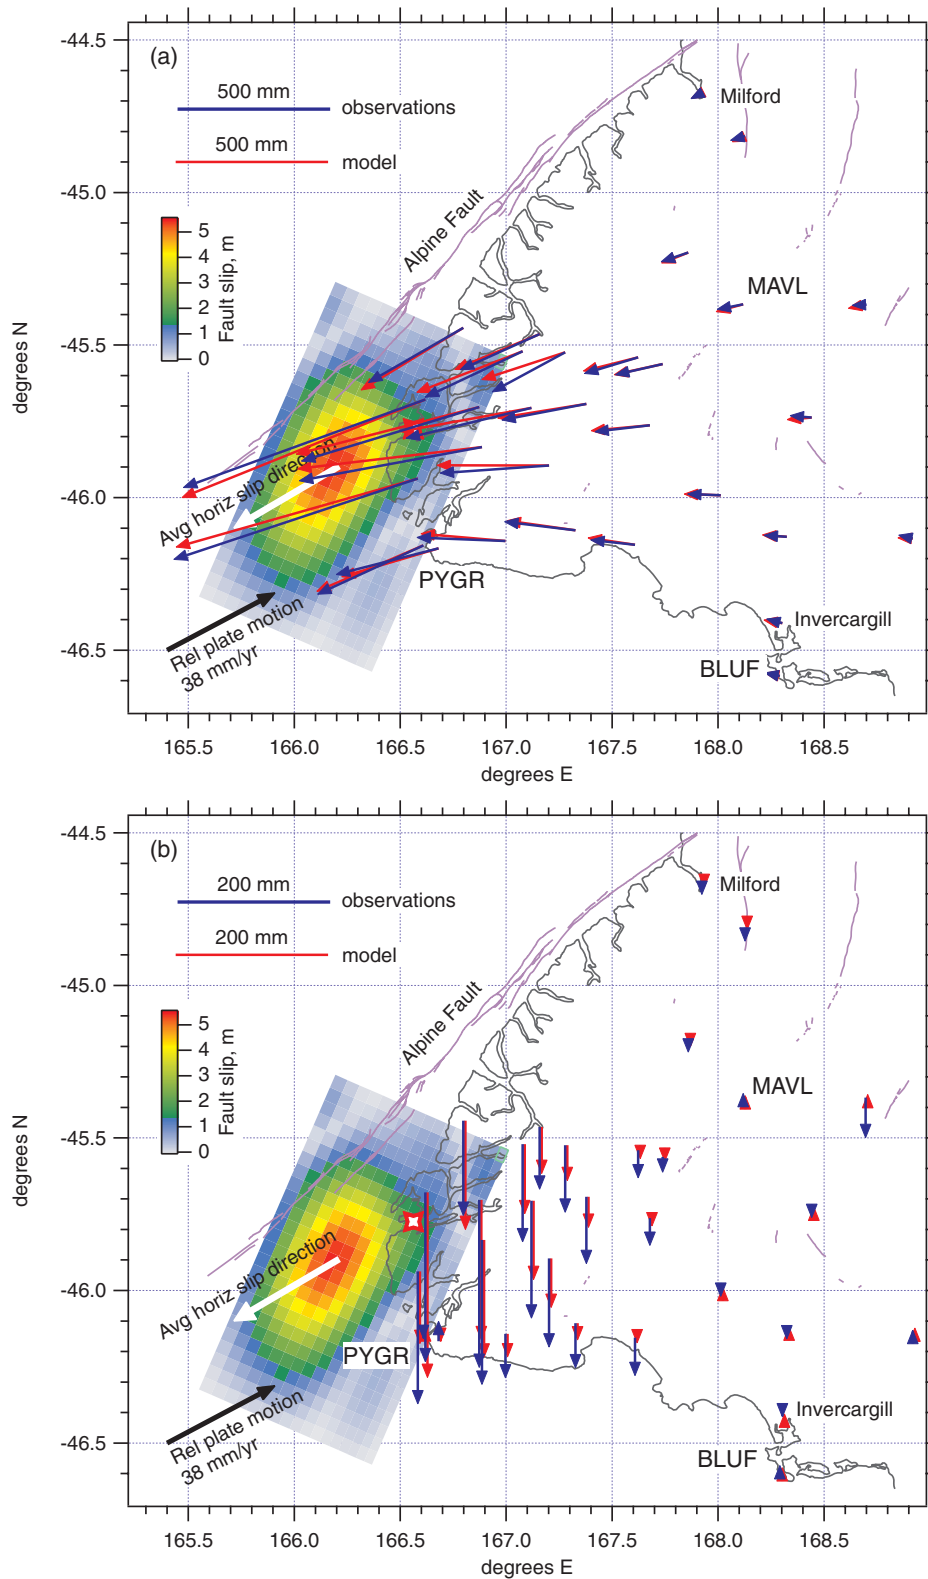 (a)
-44.5
500 mm
observations
500 mm
model
Milford
-45.0
Alpine Fault
5
4
3
2
1
0
Fault slip, m
MAVL
-45.5
degrees N
Avg horiz slip direction
-46.0
PYGR
Rel plate motion
38 mm/yr
Invercargill
-46.5
BLUF
165.5 166.0 166.5 167.0 167.5 168.0 168.5
degrees E
(b)
-44.5
200 mm
observations
200 mm
model
Milford
-45.0
Alpine Fault
5
4
3
2
1
0
Fault slip, m
MAVL
-45.5
degrees N
Avg horiz slip direction
-46.0
PYGR
Rel plate motion
38 mm/yr
Invercargill
-46.5
BLUF
165.5 166.0 166.5 167.0 167.5 168.0 168.5
degrees E